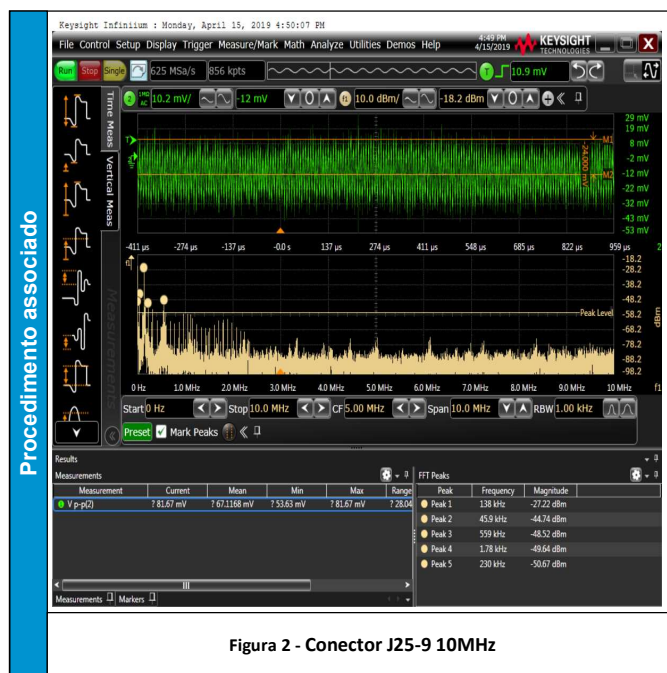 Procedimento associado
Keysight Infiniium : Monday, April 15, 2019 4:50:07 PM
File Control Setup Display Trigger Measure/Mark Math Analyze Utilities Demos Help
4:49 PM
4/15/2019
KEYSIGHT
TECHNOLOGIES
X
Run Stop Single 625 MSa/s 856 kpts T 10.9 mV
2 1MΩ AC 10.2 mV/ -12 mV 0 f1 10.0 dBm/ -18.2 dBm 0
Time Meas
Vertical Meas
Measurements
29 mV
19 mV
8 mV
-2 mV
-12 mV
-22 mV
-32 mV
-43 mV
-53 mV
T
M1
-24.000 mV
M2
-411 µs -274 µs -137 µs -0.0 s 137 µs 274 µs 411 µs 548 µs 685 µs 822 µs 959 µs 2
f1
-18.2
-28.2
-38.2
-48.2
-58.2
-68.2
-78.2
-88.2
-98.2
dBm
Peak Level
0 Hz 1.0 MHz 2.0 MHz 3.0 MHz 4.0 MHz 5.0 MHz 6.0 MHz 7.0 MHz 8.0 MHz 9.0 MHz 10 MHz f1
Start 0 Hz Stop 10.0 MHz CF 5.00 MHz Span 10.0 MHz RBW 1.00 kHz
Preset Mark Peaks
Results
Measurements
Measurement Current Mean Min Max Range
V p-p(2) ? 81.67 mV ? 67.1168 mV ? 53.63 mV ? 81.67 mV ? 28.04
Measurements Markers
FFT Peaks
Peak Frequency Magnitude
Peak 1 138 kHz -27.22 dBm
Peak 2 45.9 kHz -44.74 dBm
Peak 3 559 kHz -48.52 dBm
Peak 4 1.78 kHz -49.64 dBm
Peak 5 230 kHz -50.67 dBm
Figura 2 - Conector J25-9 10MHz